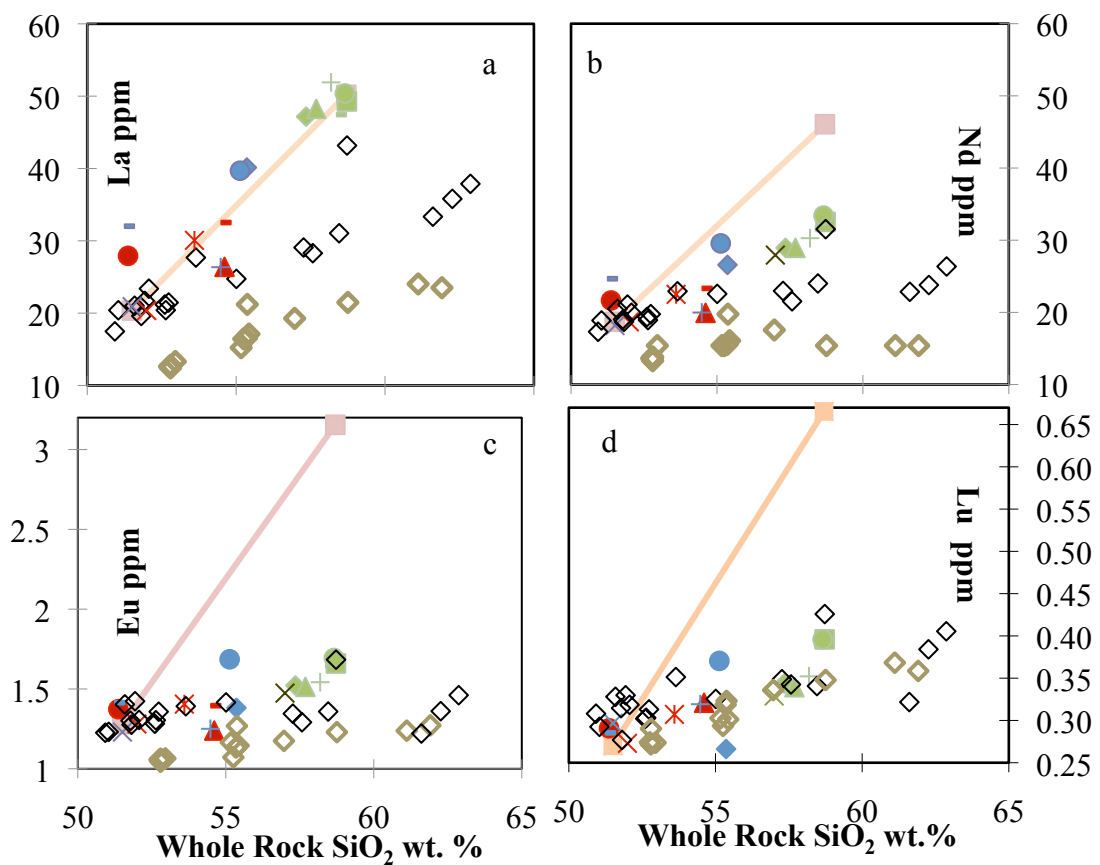 60
50
40
30
20
10
La ppm
a
b
Nd ppm
60
50
40
30
20
10
3
2.5
2
1.5
1
Eu ppm
c
d
Lu ppm
0.65
0.60
0.55
0.50
0.45
0.40
0.35
0.30
0.25
50 55 60 65
50 55 60 65
Whole Rock SiO₂ wt. %
Whole Rock SiO₂ wt.%